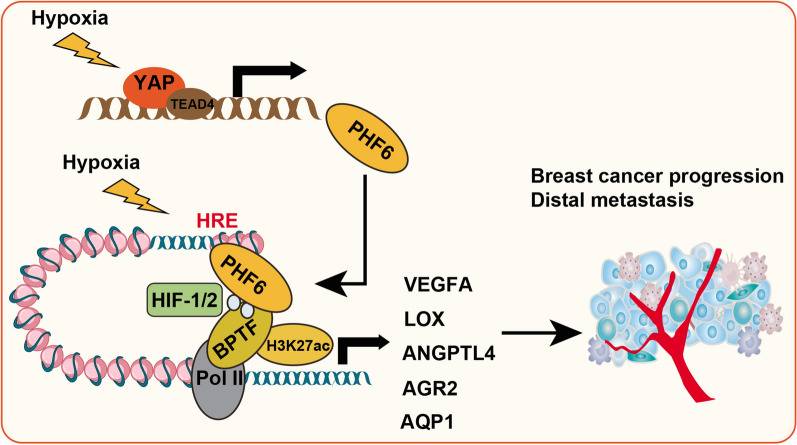 Hypoxia
YAP
TEAD4
PHF6
Hypoxia
HRE
PHF6
HIF-1/2
BPTF
H3K27ac
Pol II
VEGFA
LOX
ANGPTL4
AGR2
AQP1
Breast cancer progression
Distal metastasis